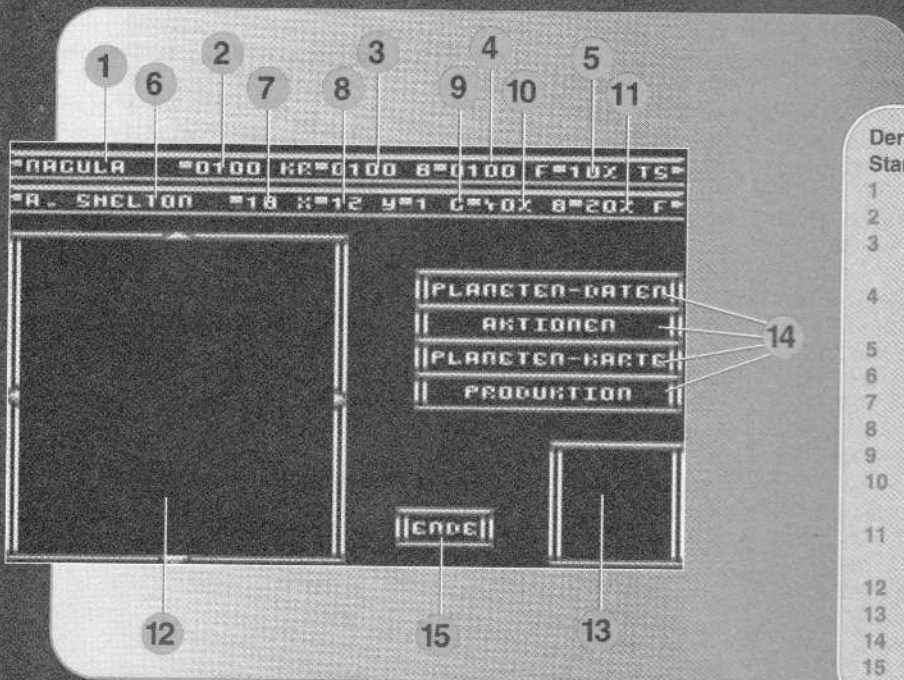 1 2 3 4 5
6 7 8 9 10 11
NAGULA =0100 KR=0100 B=0100 F=10% TS
A. SHELTON =18 X=12 Y=1 G=40% B=20% F
PLANETEN-DATEN
AKTIONEN
PLANETEN-KARTE
PRODUKTION
14
ENDE
12 15 13
Der
Star
1
2
3
4
5
6
7
8
9
10
11
12
13
14
15